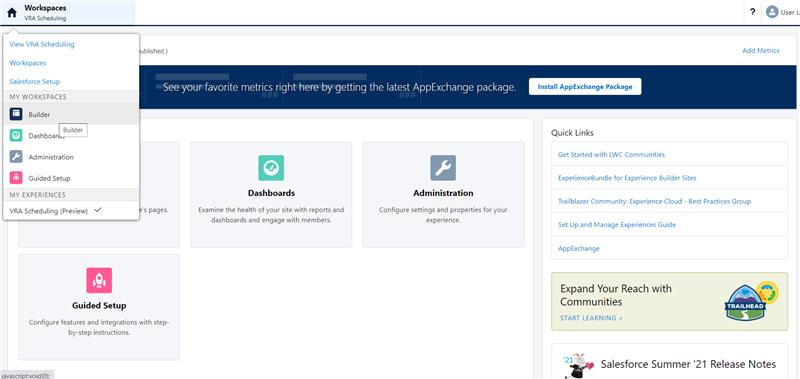 Workspaces
VRA Scheduling
?
User U
View VRA Scheduling
Workspaces
Salesforce Setup
MY WORKSPACES
Builder
Builder
Dashboards
Administration
Guided Setup
MY EXPERIENCES
VRA Scheduling (Preview)
published )
Add Metrics
See your favorite metrics right here by getting the latest AppExchange package.
Install AppExchange Package
###
###
's pages.
Dashboards
Examine the health of your site with reports and
dashboards and engage with members.
Administration
Configure settings and properties for your
experience.
Guided Setup
Configure features and integrations with step-
by-step instructions.
Quick Links
Get Started with LWC Communities
ExperienceBundle for Experience Builder Sites
Trailblazer Community: Experience Cloud - Best Practices Group
Set Up and Manage Experiences Guide
AppExchange
Expand Your Reach with
Communities
START LEARNING >
TRAILHEAD
'21
Salesforce Summer '21 Release Notes
javascript:void(0);